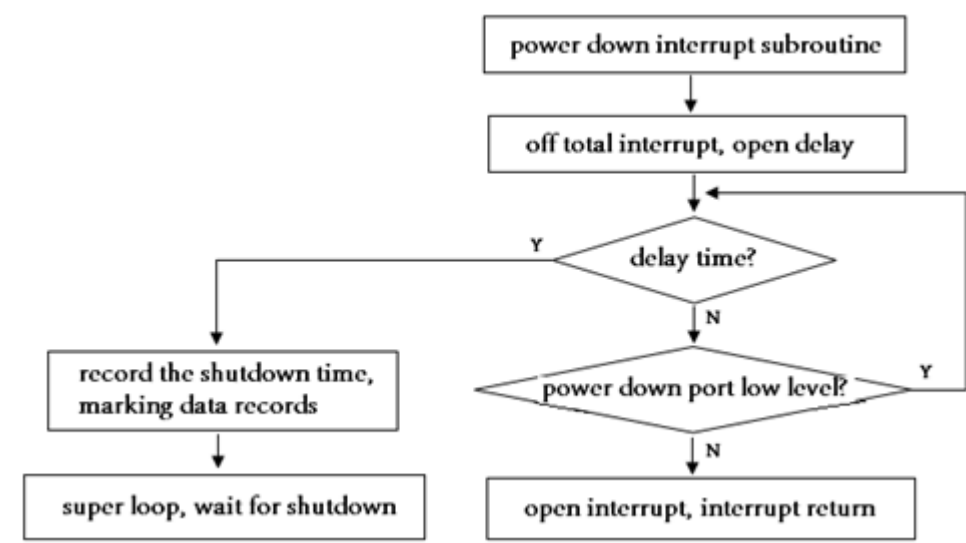 power down interrupt subroutine
off total interrupt, open delay
delay time?
Y
N
record the shutdown time,
marking data records
power down port low level?
Y
N
super loop, wait for shutdown
open interrupt, interrupt return